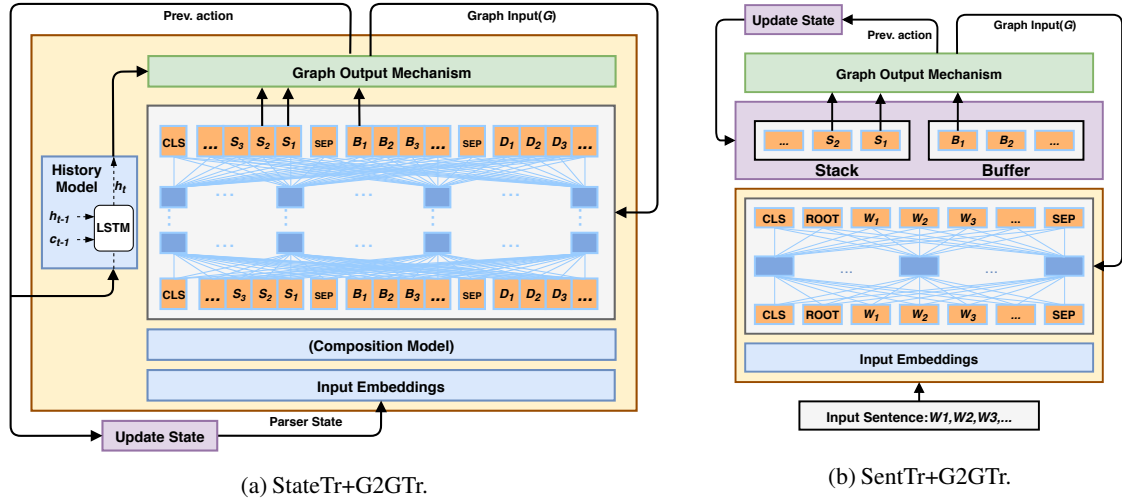 Prev. action
Graph Input(G)
Graph Output Mechanism
CLS ... S3 S2 S1 SEP B1 B2 B3 ... SEP D1 D2 D3 ...
History
Model
ht
LSTM
ht-1
ct-1
... ... ...
... ... ...
CLS ... S3 S2 S1 SEP B1 B2 B3 ... SEP D1 D2 D3 ...
(Composition Model)
Input Embeddings
Parser State
Update State
(a) StateTr+G2GTr.
Update State
Prev. action
Graph Input(G)
Graph Output Mechanism
... S2 S1 B1 B2 ...
Stack Buffer
CLS ROOT W1 W2 W3 ... SEP
... ...
CLS ROOT W1 W2 W3 ... SEP
Input Embeddings
Input Sentence:W1,W2,W3,...
(b) SentTr+G2GTr.